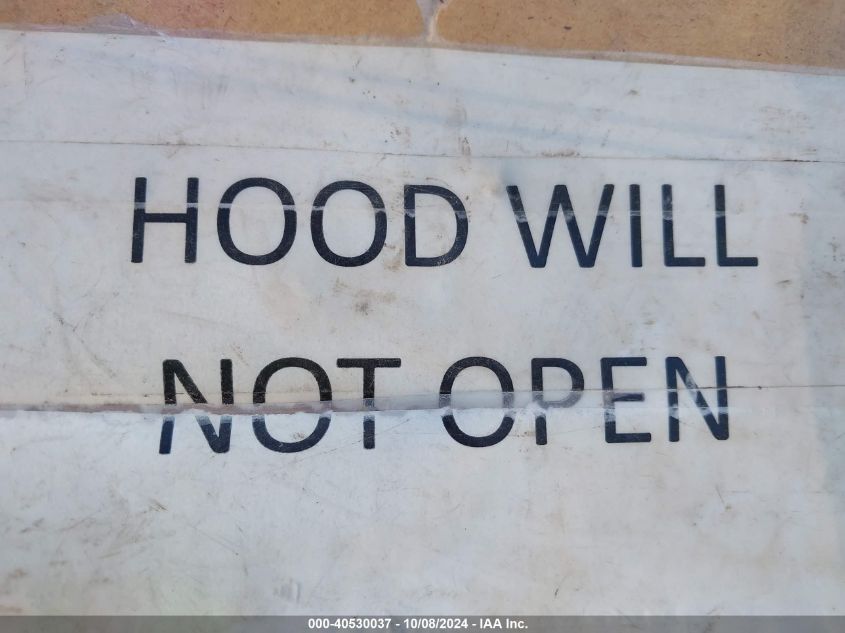 HOOD WILL
NOT OPEN
000-40530037 - 10/08/2024 - IAA Inc.